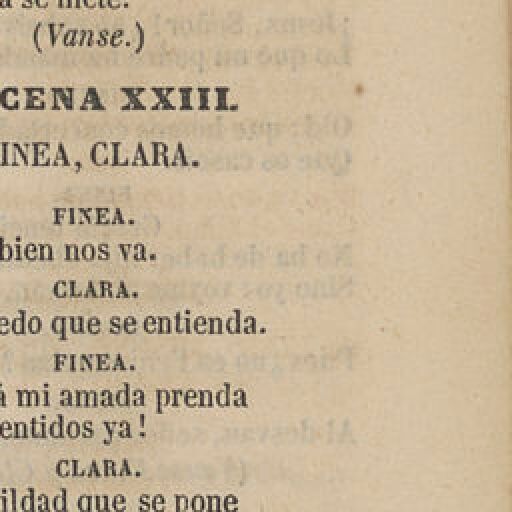 a se mete.
(Vanse.)
CENA XXIII.
INEA, CLARA.
FINEA.
bien nos va.
CLARA.
edo que se entienda.
FINEA.
á mi amada prenda
entidos ya!
CLARA.
ildad que se pone